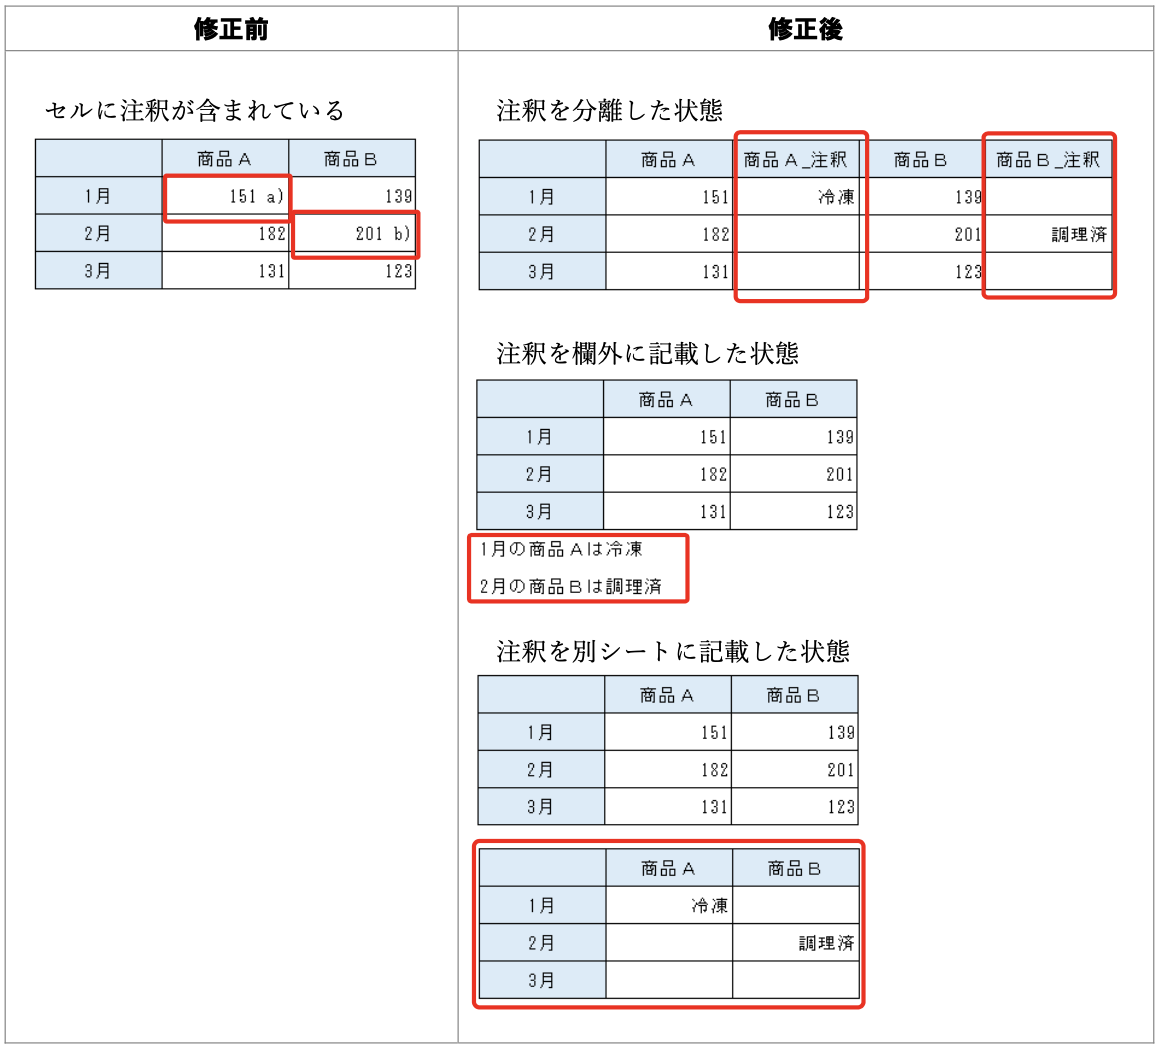 修正前 修正後
セルに注釈が含まれている
商品A 商品B
1月 151 a) 139
2月 182 201 b)
3月 131 123
注釈を分離した状態
商品A 商品A_注釈 商品B 商品B_注釈
1月 151 冷凍 139
2月 182 201 調理済
3月 131 123
注釈を欄外に記載した状態
商品A 商品B
1月 151 139
2月 182 201
3月 131 123
1月の商品Aは冷凍
2月の商品Bは調理済
注釈を別シートに記載した状態
商品A 商品B
1月 151 139
2月 182 201
3月 131 123
商品A 商品B
1月 冷凍
2月 調理済
3月